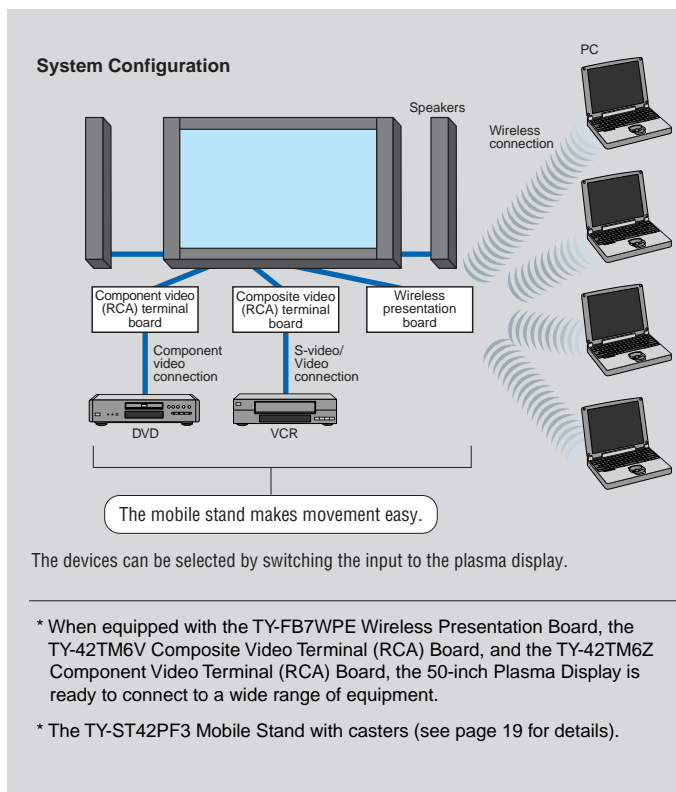 PC
System Configuration
Speakers
Wireless
connection
Component video
(RCA) terminal
board
Composite video
(RCA) terminal
board
Wireless
presentation
board
Component
video
connection
S-video/
Video
connection
DVD
VCR
The mobile stand makes movement easy.
The devices can be selected by switching the input to the plasma display.
* When equipped with the TY-FB7WPE Wireless Presentation Board, the
TY-42TM6V Composite Video Terminal (RCA) Board, and the TY-42TM6Z
Component Video Terminal (RCA) Board, the 50-inch Plasma Display is
ready to connect to a wide range of equipment.
* The TY-ST42PF3 Mobile Stand with casters (see page 19 for details).